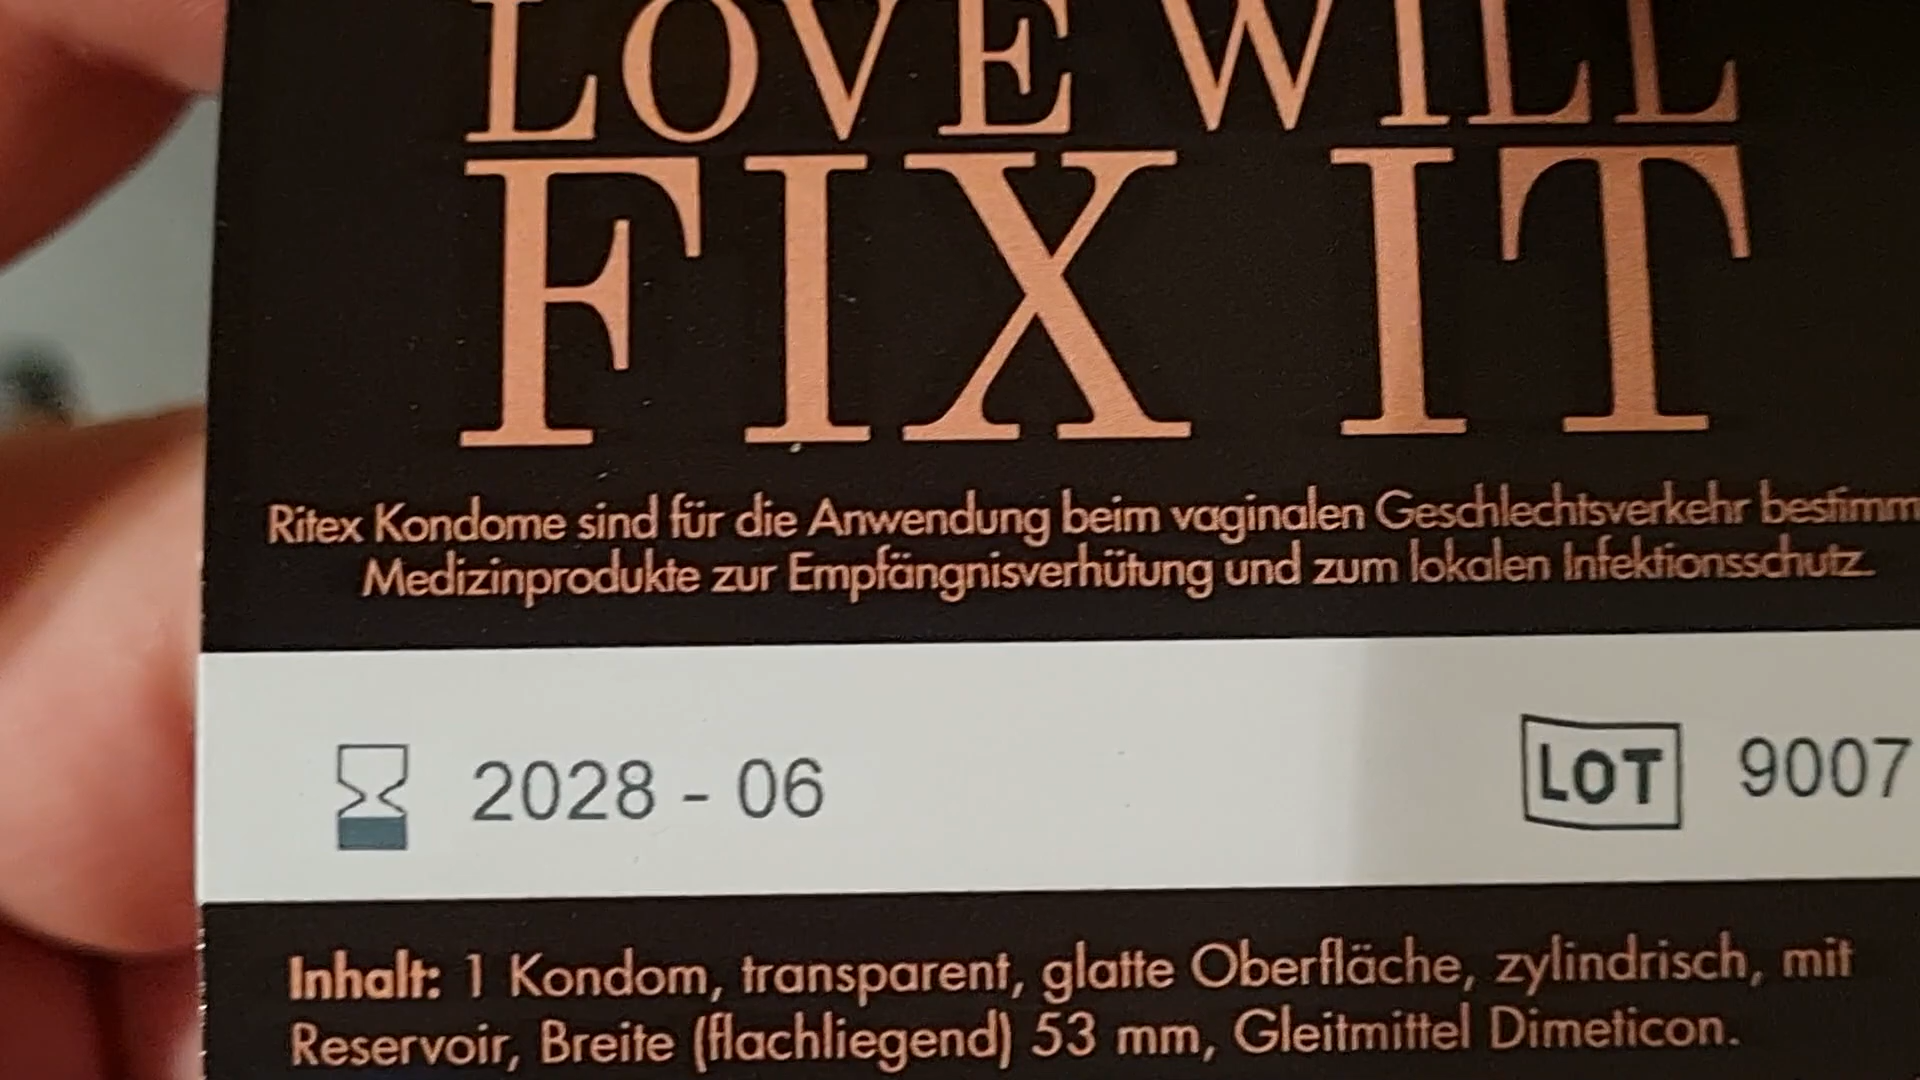 LOVE WILL
FIX IT
Ritex Kondome sind für die Anwendung beim vaginalen Geschlechtsverkehr bestimm
Medizinprodukte zur Empfängnisverhütung und zum lokalen Infektionsschutz.
2028 - 06
LOT 9007
Inhalt: 1 Kondom, transparent, glatte Oberfläche, zylindrisch, mit
Reservoir, Breite (flachliegend) 53 mm, Gleitmittel Dimeticon.